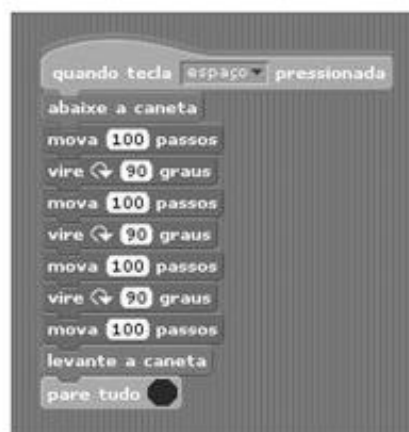 quando tecla espaço pressionada
abaixe a caneta
mova 100 passos
vire 90 graus
mova 100 passos
vire 90 graus
mova 100 passos
vire 90 graus
mova 100 passos
levante a caneta
pare tudo